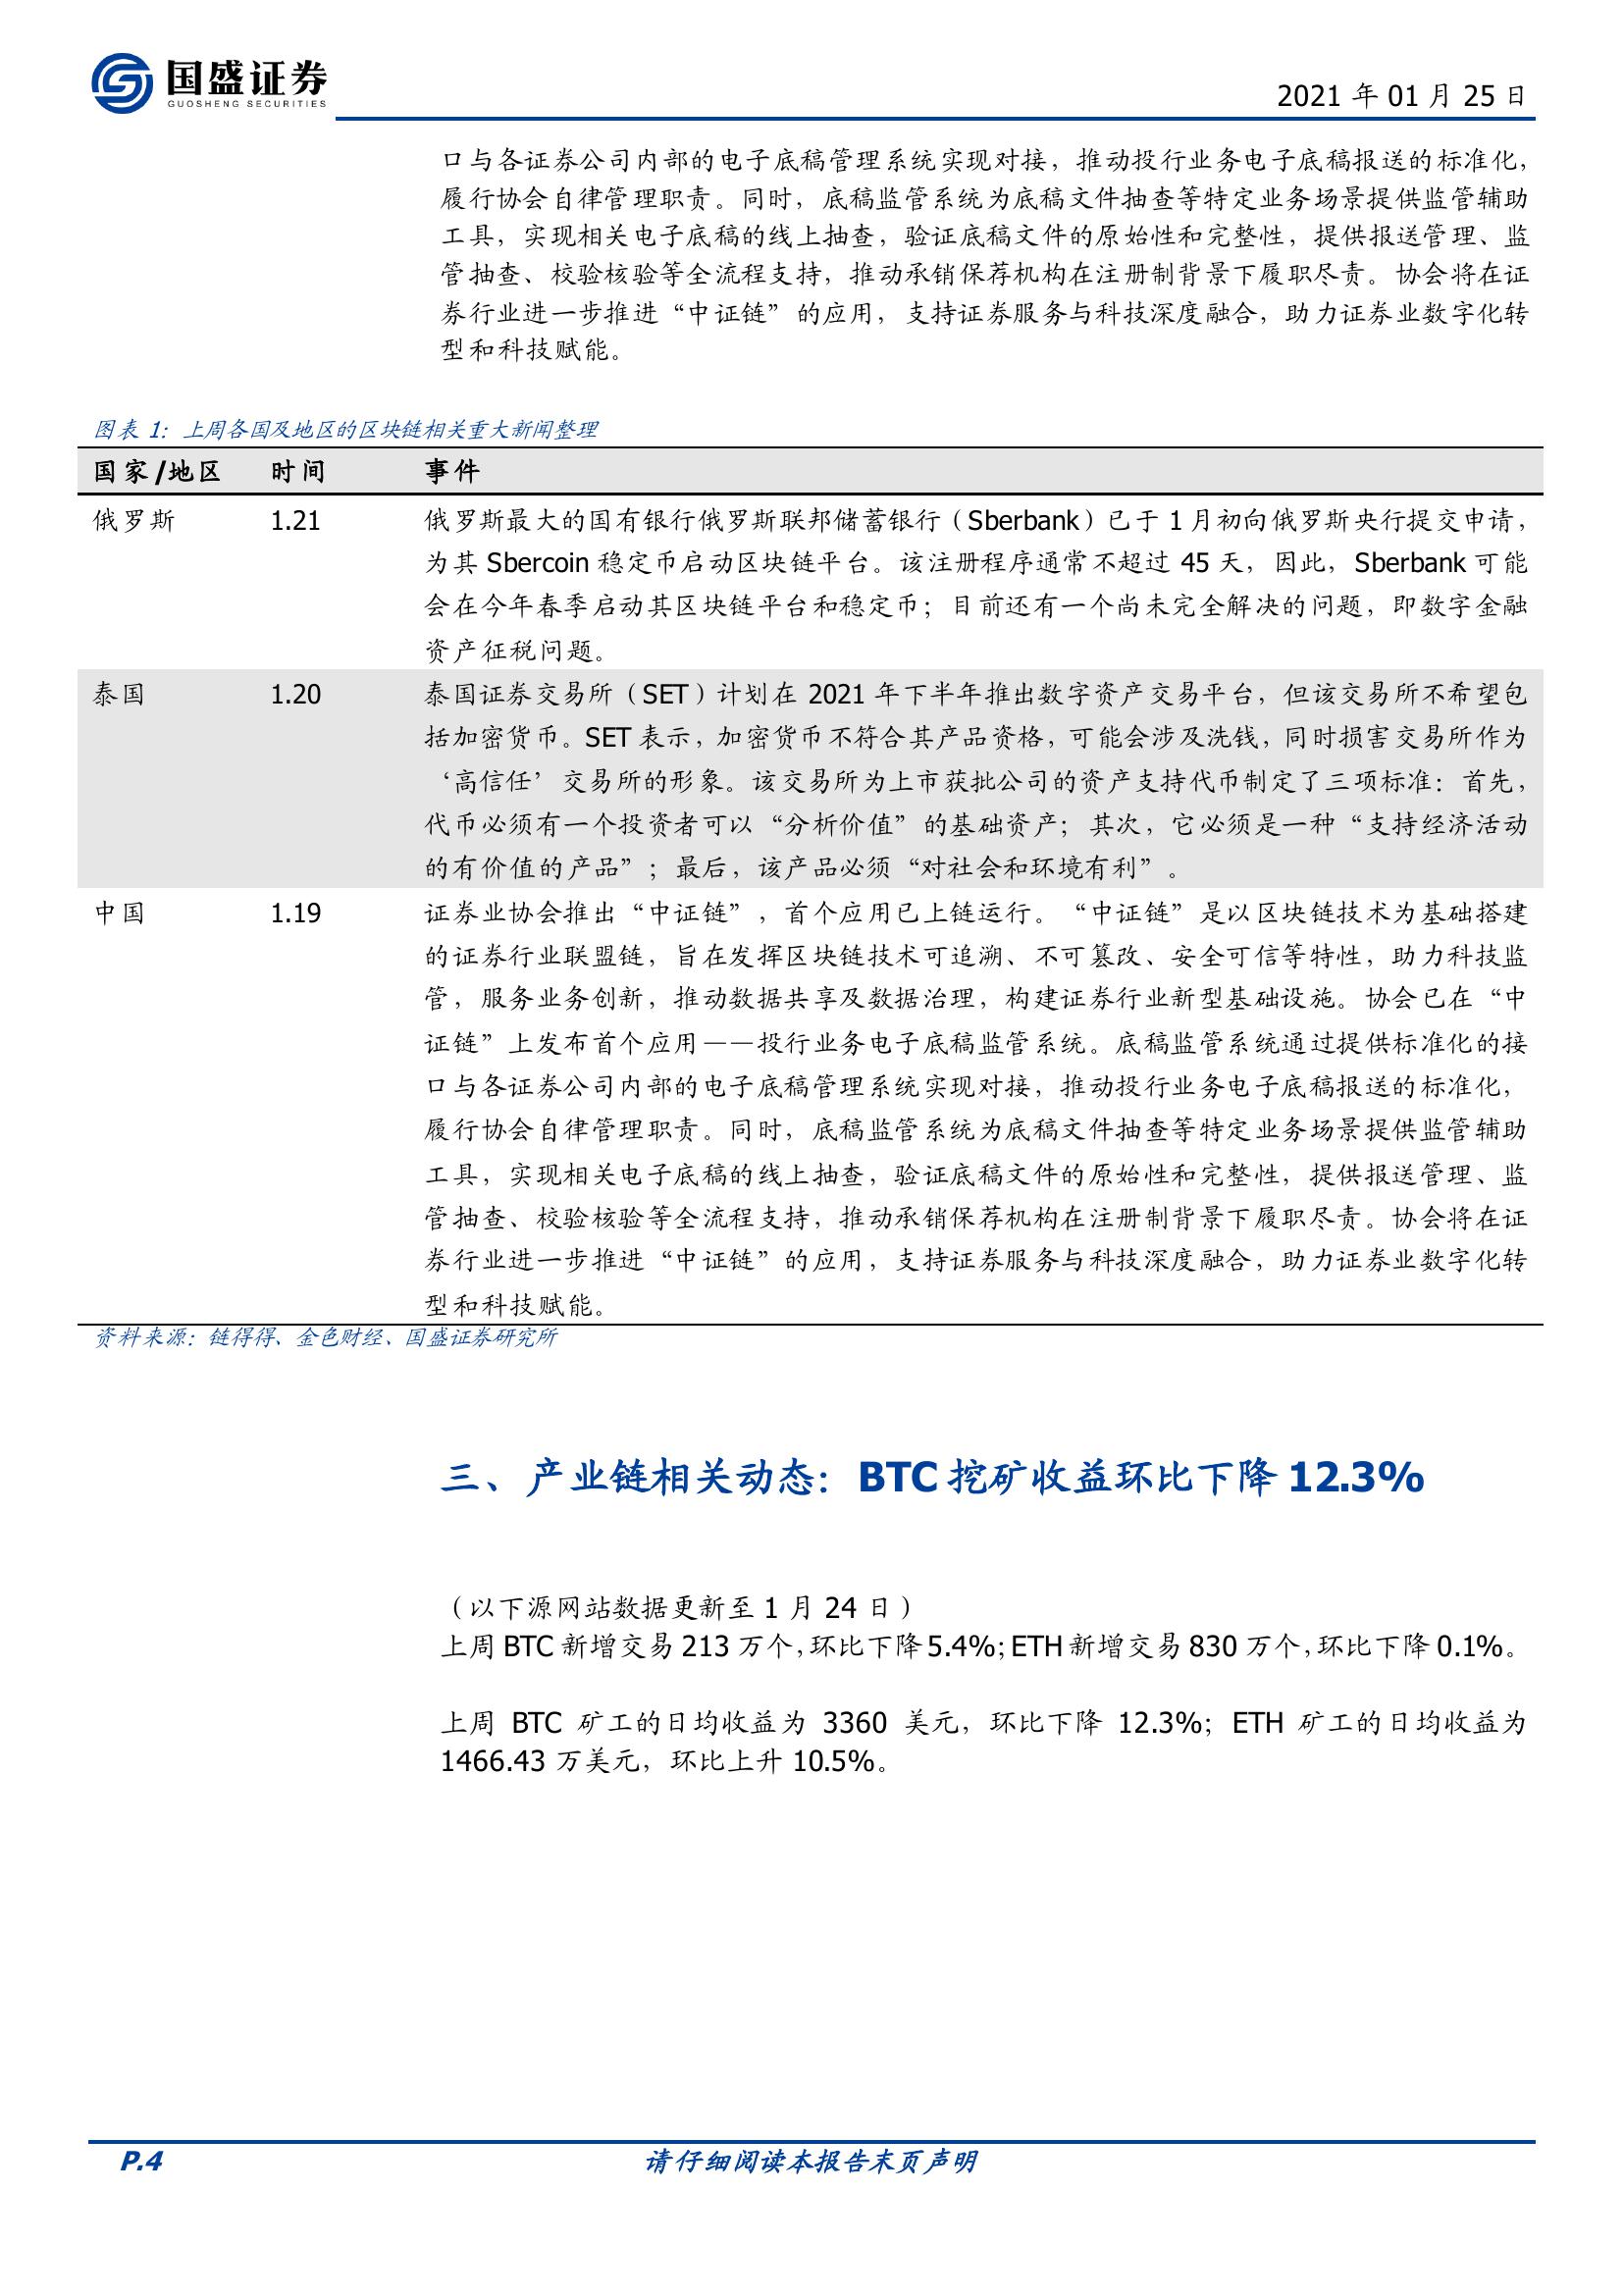 国盛证券
GUOSHENG SECURITIES
2021 年 01 月 25 日
口与各证券公司内部的电子底稿管理系统实现对接，推动投行业务电子底稿报送的标准化，
履行协会自律管理职责。同时，底稿监管系统为底稿文件抽查等特定业务场景提供监管辅助
工具，实现相关电子底稿的线上抽查，验证底稿文件的原始性和完整性，提供报送管理、监
管抽查、校验核验等全流程支持，推动承销保荐机构在注册制背景下履职尽责。协会将在证
券行业进一步推进“中证链”的应用，支持证券服务与科技深度融合，助力证券业数字化转
型和科技赋能。
图表 1：上周各国及地区的区块链相关重大新闻整理
国家/地区 时间 事件
俄罗斯 1.21 俄罗斯最大的国有银行俄罗斯联邦储蓄银行（Sberbank）已于 1 月初向俄罗斯央行提交申请，
为其 Sbercoin 稳定币启动区块链平台。该注册程序通常不超过 45 天，因此，Sberbank 可能
会在今年春季启动其区块链平台和稳定币；目前还有一个尚未完全解决的问题，即数字金融
资产征税问题。
泰国 1.20 泰国证券交易所（SET）计划在 2021 年下半年推出数字资产交易平台，但该交易所不希望包
括加密货币。SET 表示，加密货币不符合其产品资格，可能会涉及洗钱，同时损害交易所作为
‘高信任’交易所的形象。该交易所为上市获批公司的资产支持代币制定了三项标准：首先，
代币必须有一个投资者可以“分析价值”的基础资产；其次，它必须是一种“支持经济活动
的有价值的产品”；最后，该产品必须“对社会和环境有利”。
中国 1.19 证券业协会推出“中证链”，首个应用已上链运行。“中证链”是以区块链技术为基础搭建
的证券行业联盟链，旨在发挥区块链技术可追溯、不可篡改、安全可信等特性，助力科技监
管，服务业务创新，推动数据共享及数据治理，构建证券行业新型基础设施。协会已在“中
证链”上发布首个应用——投行业务电子底稿监管系统。底稿监管系统通过提供标准化的接
口与各证券公司内部的电子底稿管理系统实现对接，推动投行业务电子底稿报送的标准化，
履行协会自律管理职责。同时，底稿监管系统为底稿文件抽查等特定业务场景提供监管辅助
工具，实现相关电子底稿的线上抽查，验证底稿文件的原始性和完整性，提供报送管理、监
管抽查、校验核验等全流程支持，推动承销保荐机构在注册制背景下履职尽责。协会将在证
券行业进一步推进“中证链”的应用，支持证券服务与科技深度融合，助力证券业数字化转
型和科技赋能。
资料来源：链得得、金色财经、国盛证券研究所
三、产业链相关动态：BTC 挖矿收益环比下降 12.3%
（以下源网站数据更新至 1 月 24 日）
上周 BTC 新增交易 213 万个，环比下降 5.4%；ETH 新增交易 830 万个，环比下降 0.1%。
上周 BTC 矿工的日均收益为 3360 美元，环比下降 12.3%；ETH 矿工的日均收益为
1466.43 万美元，环比上升 10.5%。
P.4 请仔细阅读本报告末页声明